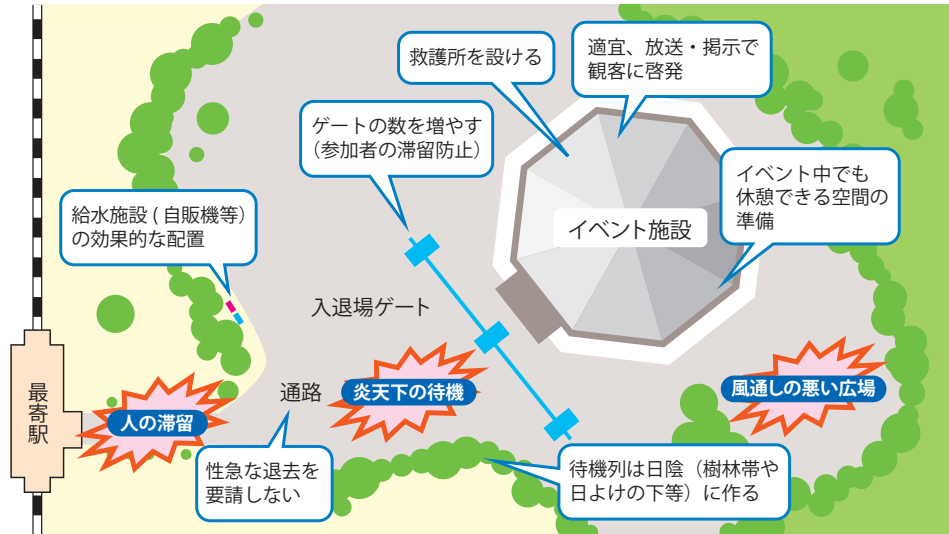 救護所を設ける
適宜、放送・掲示で
観客に啓発
ゲートの数を増やす
（参加者の滞留防止）
イベント中でも
休憩できる空間の
準備
給水施設 ( 自販機等 )
の効果的な配置
イベント施設
入退場ゲート
最寄駅
人の滞留
通路
炎天下の待機
風通しの悪い広場
性急な退去を
要請しない
待機列は日陰（樹林帯や
日よけの下等）に作る